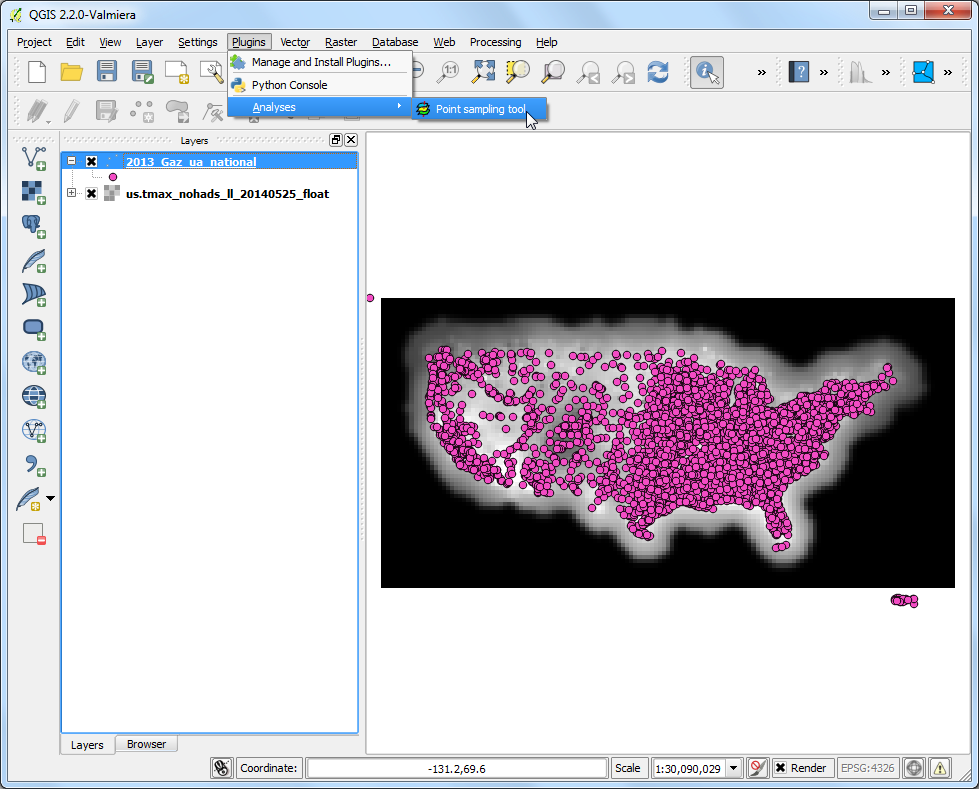 QGIS 2.2.0-Valmiera
Project Edit View Layer Settings Plugins Vector Raster Database Web Processing Help
Manage and Install Plugins...
1:1
» » » »
Python Console
Analyses
Point sampling tool
Layers
2013_Gaz_ua_national
us.tmax_nohads_ll_20140525_float
Layers Browser
Coordinate: -131.2,69.6 Scale 1:30,090,029 Render EPSG:4326